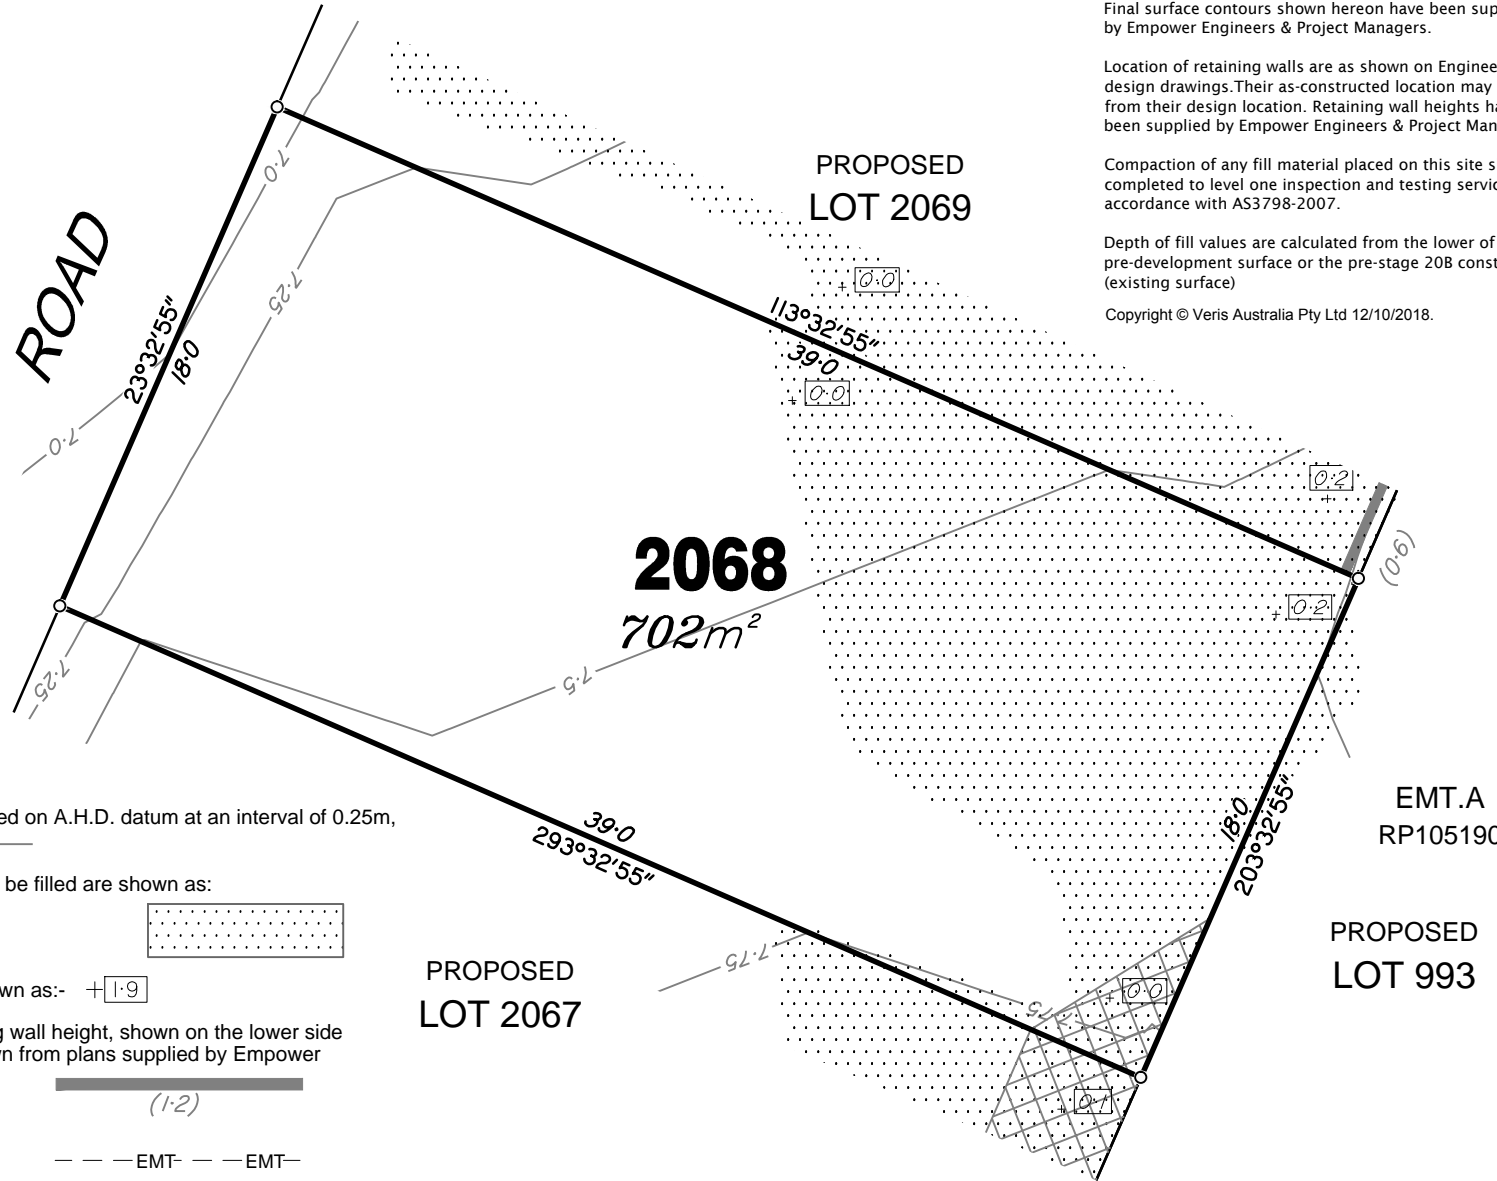 Final surface contours shown hereon have been sup
by Empower Engineers & Project Managers.
Location of retaining walls are as shown on Enginee
design drawings.Their as-constructed location may
from their design location. Retaining wall heights ha
been supplied by Empower Engineers & Project Man
Compaction of any fill material placed on this site s
completed to level one inspection and testing servic
accordance with AS3798-2007.
Depth of fill values are calculated from the lower of
pre-development surface or the pre-stage 20B const
(existing surface)
Copyright © Veris Australia Pty Ltd 12/10/2018.
PROPOSED
LOT 2069
ROAD
7·0
7·25
23°32'55"
18·0
7·0
0·0
113°32'55"
39·0
0·0
0·2
(0·6)
0·2
2068
702m²
7·5
7·25
18·0
203°32'55"
EMT.A
RP105190
39·0
293°32'55"
7·75
7·75
PROPOSED
LOT 2067
PROPOSED
LOT 993
0·0
0·1
ed on A.H.D. datum at an interval of 0.25m,
be filled are shown as:
wn as:- +1·9
g wall height, shown on the lower side
vn from plans supplied by Empower
(1·2)
EMT EMT